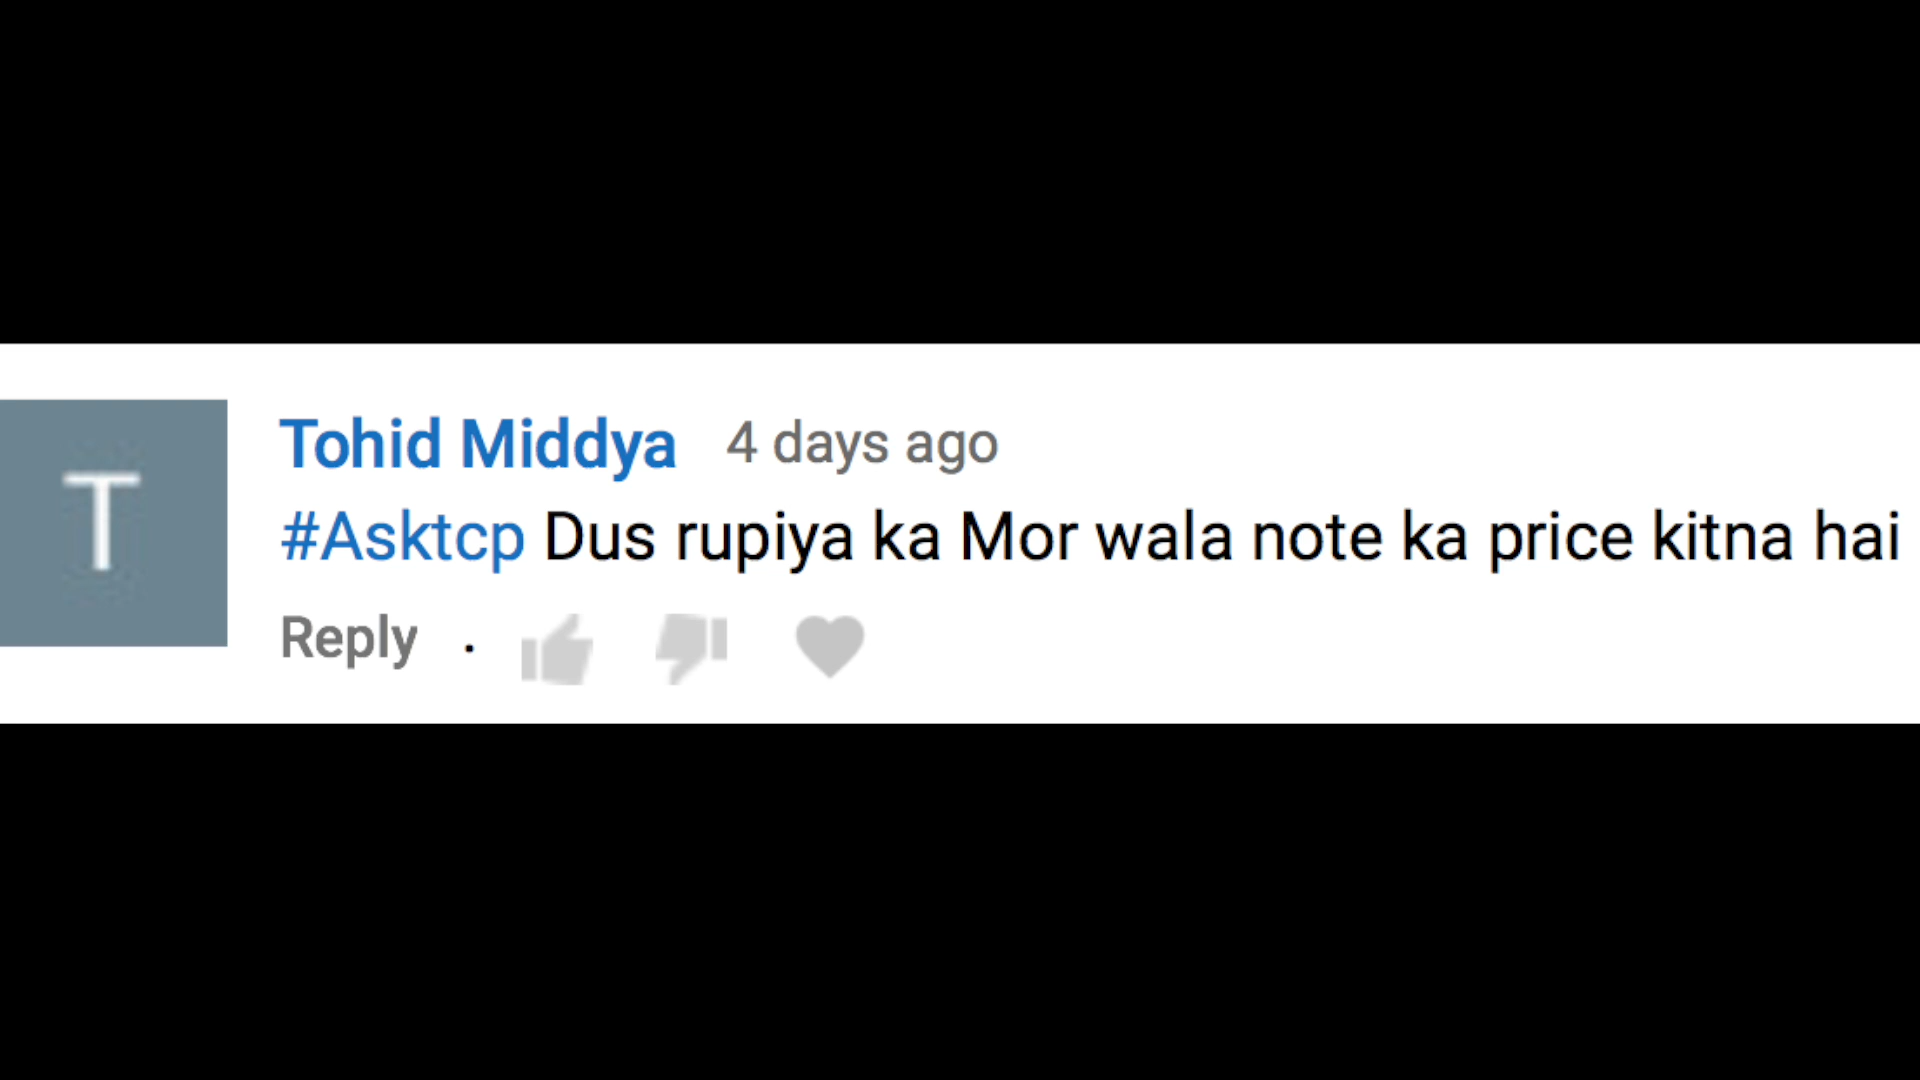 T
Tohid Middya 4 days ago
#Asktcp Dus rupiya ka Mor wala note ka price kitna hai
Reply .